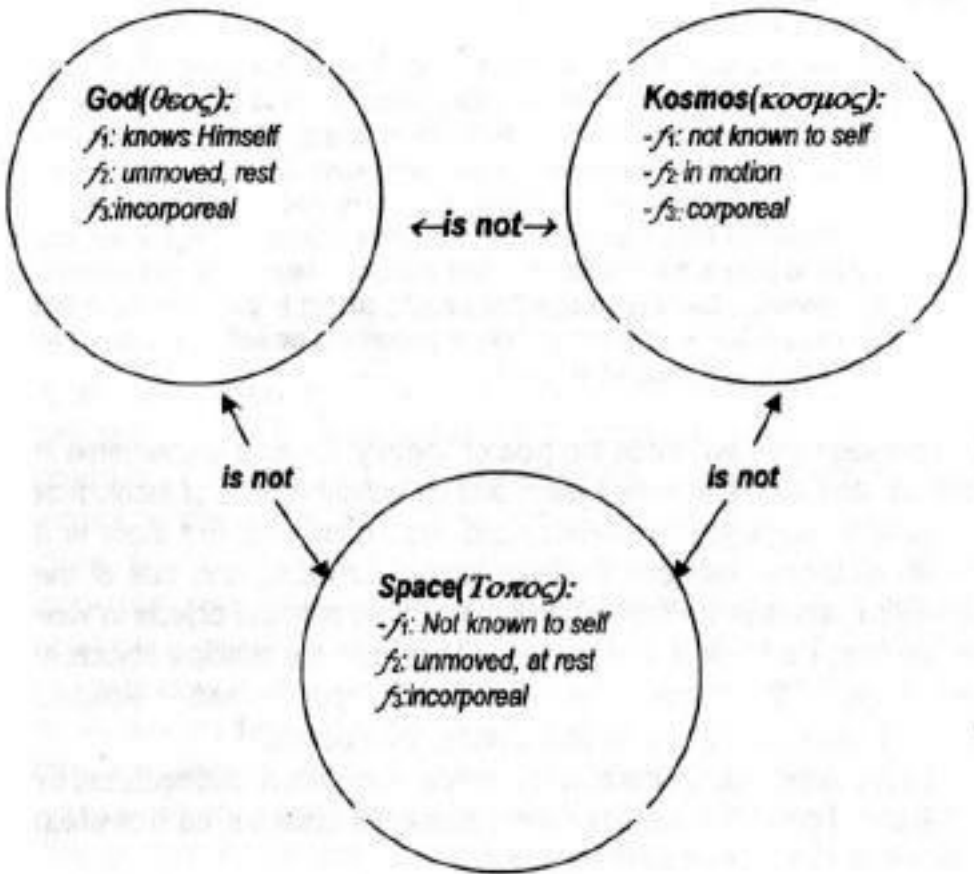 God(θεος):
f1: knows Himself
f2: unmoved, rest
f3:incorporeal
Kosmos(κοσμος):
-f1: not known to self
-f2: in motion
-f3: corporeal
←is not→
is not
is not
Space(Τοπος):
-f1: Not known to self
f2: unmoved, at rest
f3:incorporeal